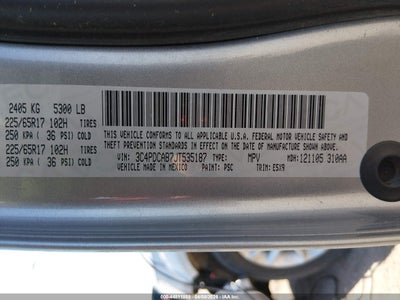 2405 KG 5300 LB
225/65R17 102H TIRES
250 KPA ( 36 PSI) COLD
225/65R17 102H TIRES
250 KPA ( 36 PSI) COLD
THIS VEHICLE CONFORMS TO ALL APPLICABLE U.S.A. FEDERAL MOTOR VEHICLE SAFETY,
BUMPER, AND THEFT PREVENTION STANDARDS IN EFFECT ON THE DATE OF MANUFACTURE
SHOWN ABOVE.
VIN: 3C4PDCAB7JT535187 TYPE: MPV MDH: 121105 310AA
VEHICLE MADE IN MEXICO PAINT: PSC TRIM: E5X9